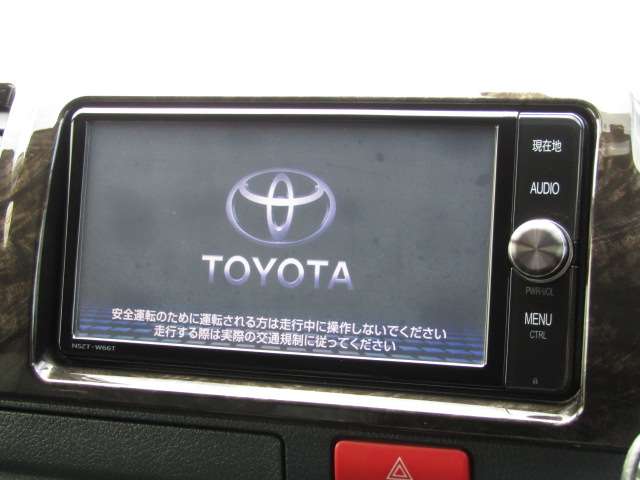 現在地
AUDIO
TOYOTA
PWR•VOL
安全運転のために運転される方は走行中に操作しないでください
走行する際は実際の交通規制に従ってください
MENU
CTRL
NSZT-W66T